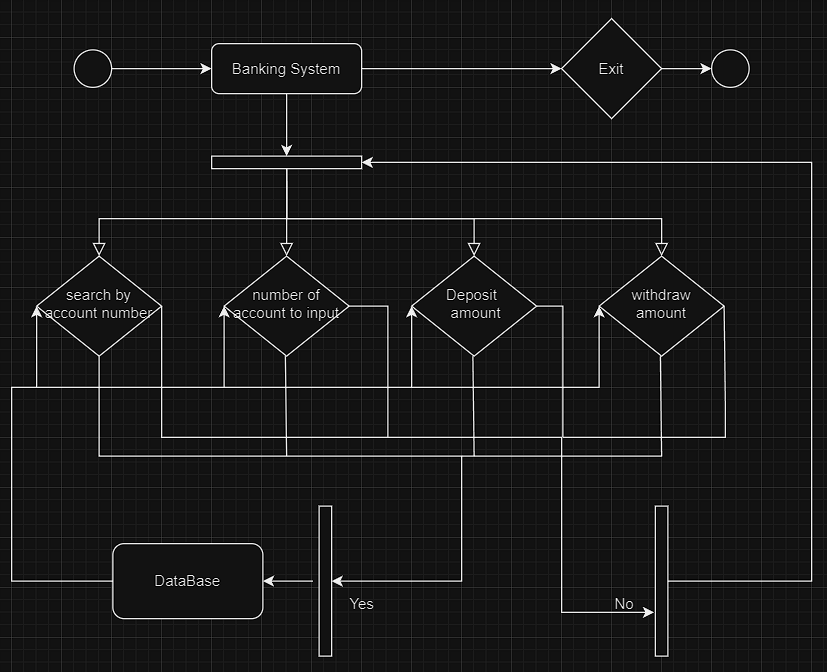 Banking System
Exit
search by
account number
number of
account to input
Deposit
amount
withdraw
amount
DataBase
Yes
No